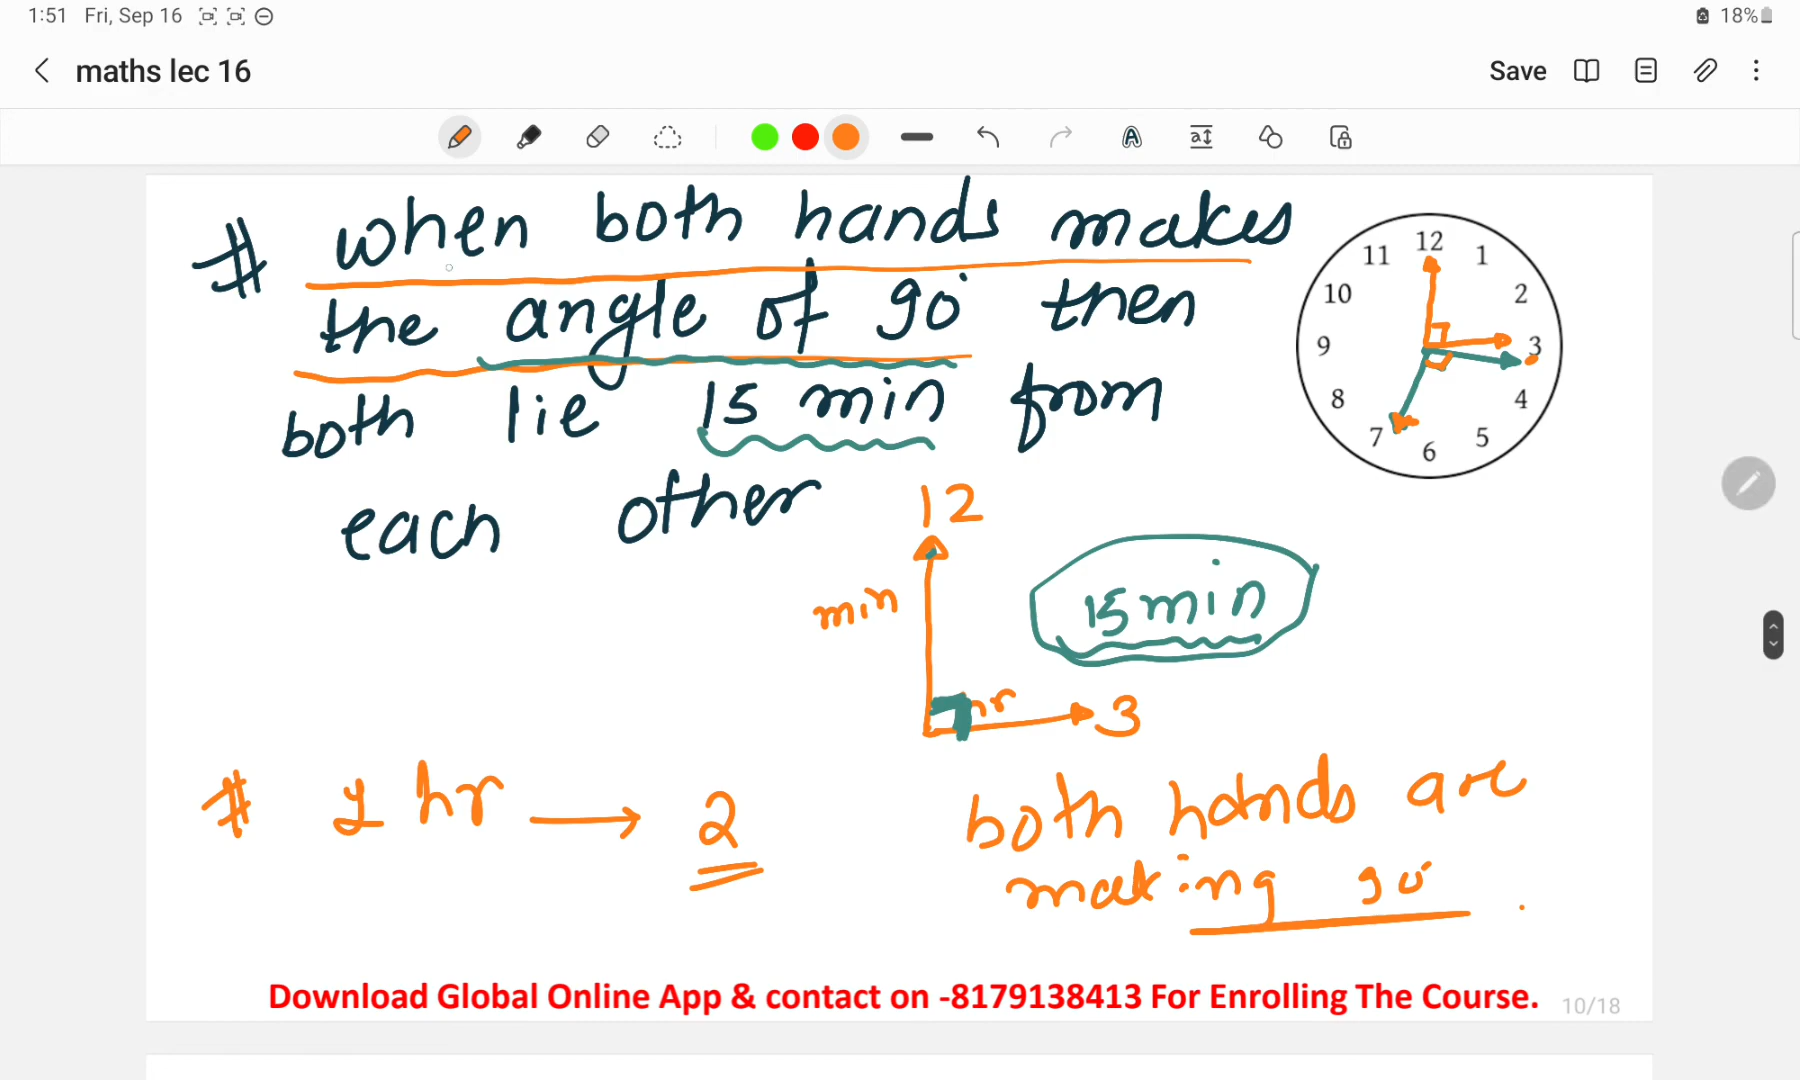 1:51 Fri, Sep 16
18%
maths lec 16
Save
# when both hands makes
the angle of 90° then
both lie 15 min from
each other
12
11 12 1
10 2
9 3
8 4
7 6 5
min
15 min
hr
3
# 1 hr → 2
both hands are
making 90°.
Download Global Online App & contact on -8179138413 For Enrolling The Course.
10/18